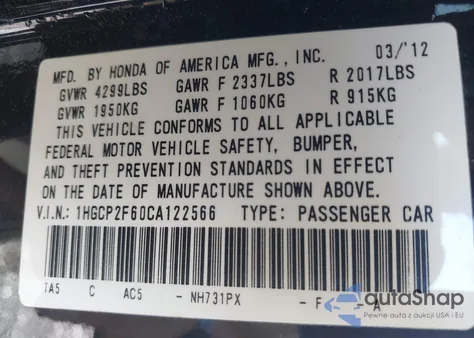 MFD. BY HONDA OF AMERICA MFG., INC. 03/'12
GVWR 4299LBS GAWR F 2337LBS R 2017LBS
GVWR 1950KG GAWR F 1060KG R 915KG
THIS VEHICLE CONFORMS TO ALL APPLICABLE
FEDERAL MOTOR VEHICLE SAFETY, BUMPER,
AND THEFT PREVENTION STANDARDS IN EFFECT
ON THE DATE OF MANUFACTURE SHOWN ABOVE.
V.I.N.: 1HGCP2F60CA122566 TYPE: PASSENGER CAR
TA5 C AC5 - NH731PX - F - A
autaShap
Pewne auta z aukcji USA i EU